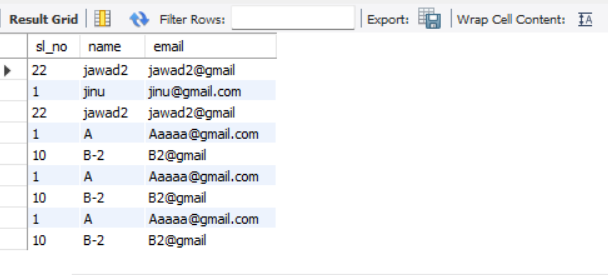 Result Grid Filter Rows: Export: Wrap Cell Content: IA
sl_no name email
22 jawad2 jawad2@gmail
1 jinu jinu@gmail.com
22 jawad2 jawad2@gmail
1 A Aaaaa@gmail.com
10 B-2 B2@gmail
1 A Aaaaa@gmail.com
10 B-2 B2@gmail
1 A Aaaaa@gmail.com
10 B-2 B2@gmail